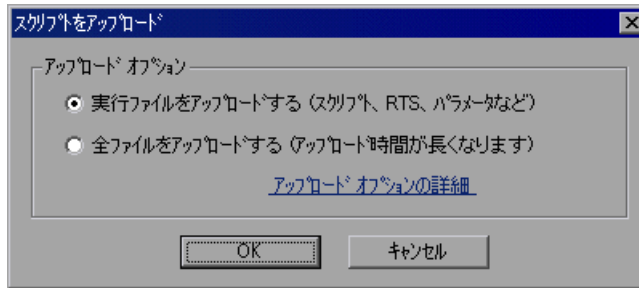 スクリプトをアップロード
アップロード オプション
実行ファイルをアップロードする (スクリプト、RTS、パラメータなど)
全ファイルをアップロードする (アップロード時間が長くなります)
アップロード オプションの詳細
OK
キャンセル